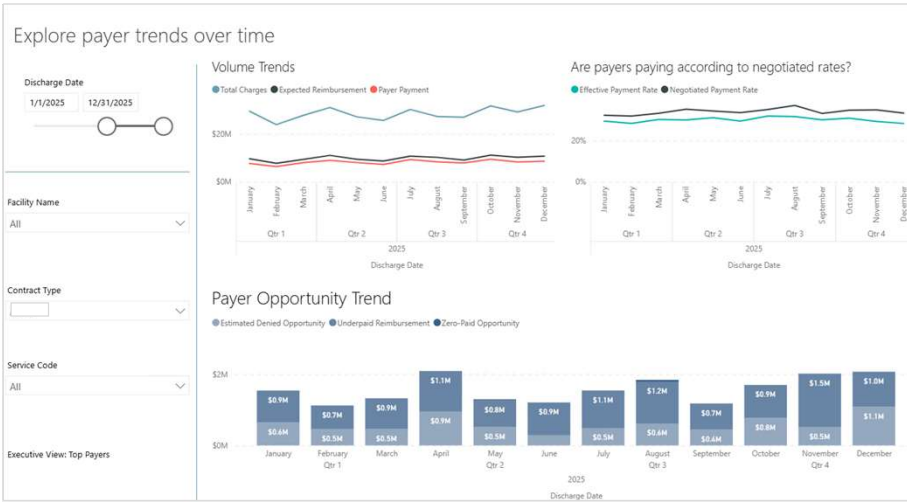 Explore payer trends over time
Discharge Date
1/1/2025 12/31/2025
Facility Name
All
Contract Type
Service Code
All
Executive View: Top Payers
Volume Trends
Total Charges Expected Reimbursement Payer Payment
$20M
$0M
January February March April May June July August September October November December
Qtr 1 Qtr 2 Qtr 3 Qtr 4
2025
Discharge Date
Are payers paying according to negotiated rates?
Effective Payment Rate Negotiated Payment Rate
20%
0%
January February March April May June July August September October November December
Qtr 1 Qtr 2 Qtr 3 Qtr 4
2025
Discharge Date
Payer Opportunity Trend
Estimated Denied Opportunity Underpaid Reimbursement Zero-Paid Opportunity
$2M
$0M
$0.9M $0.7M $0.9M $1.1M $0.8M $0.9M $1.1M $1.2M $0.7M $0.9M $1.5M $1.0M
$0.6M $0.5M $0.5M $0.9M $0.5M $0.5M $0.6M $0.4M $0.8M $0.5M $1.1M
January February March April May June July August September October November December
Qtr 1 Qtr 2 Qtr 3 Qtr 4
2025
Discharge Date